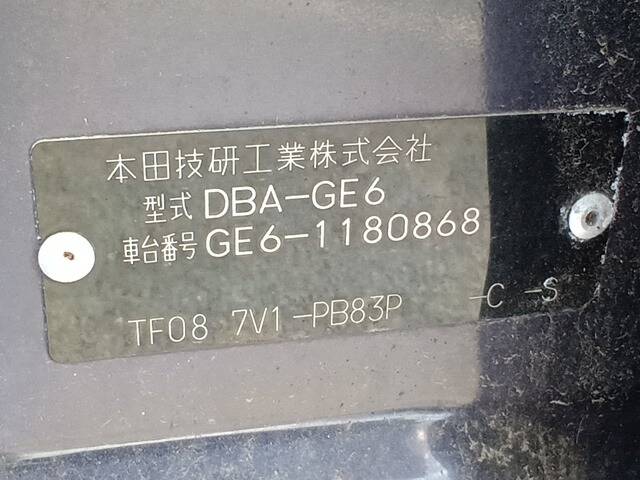 本田技研工業株式会社
型式 DBA-GE6
車台番号 GE6-1180868
TF08 7V1-PB83P -C -S